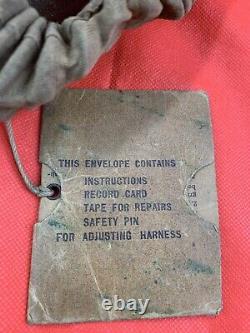 THIS ENVELOPE CONTAINS
INSTRUCTIONS
RECORD CARD
TAPE FOR REPAIRS
SAFETY PIN
FOR ADJUSTING HARNESS